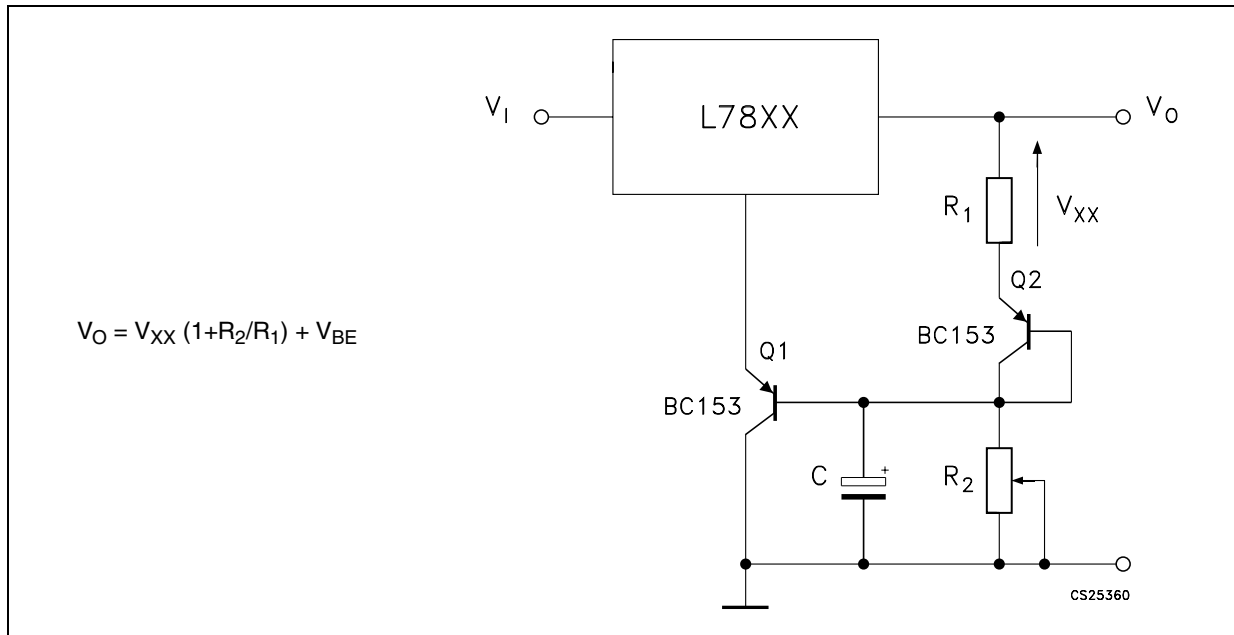 L78XX
V_I
V_O
R_1
V_XX
Q2
V_O = V_XX (1+R_2/R_1) + V_BE
BC153
Q1
BC153
+
C
R_2
CS25360